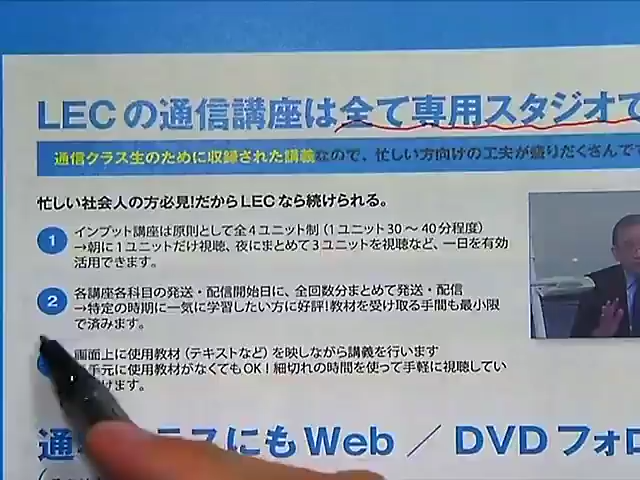 LECの通信講座は全て専用スタジオで
通信クラス生のために収録された講義なので、忙しい方向けの工夫が盛りだくさんです
忙しい社会人の方必見!だからLECなら続けられる。
1 インプット講座は原則として全4ユニット制(1ユニット30~40分程度)
→朝に1ユニットだけ視聴、夜にまとめて3ユニットを視聴など、一日を有効
活用できます。
2 各講座各科目の発送・配信開始日に、全回数分まとめて発送・配信
→特定の時期に一気に学習したい方に好評!教材を受け取る手間も最小限
で済みます。
画面上に使用教材(テキストなど)を映しながら講義を行います
手元に使用教材がなくてもOK!細切れの時間を使って手軽に視聴してい
けます。
通 ラスにもWeb/DVDフォロ